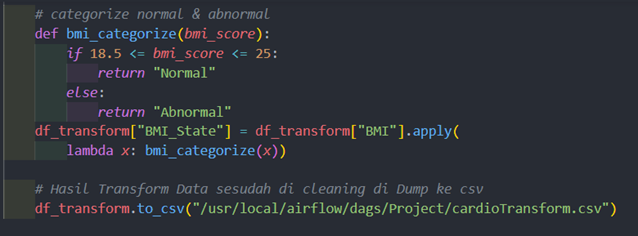 # categorize normal & abnormal
def bmi_categorize(bmi_score):
    if 18.5 <= bmi_score <= 25:
        return "Normal"
    else:
        return "Abnormal"
df_transform["BMI_State"] = df_transform["BMI"].apply(
    lambda x: bmi_categorize(x))

# Hasil Transform Data sesudah di cleaning di Dump ke csv
df_transform.to_csv("/usr/local/airflow/dags/Project/cardioTransform.csv")